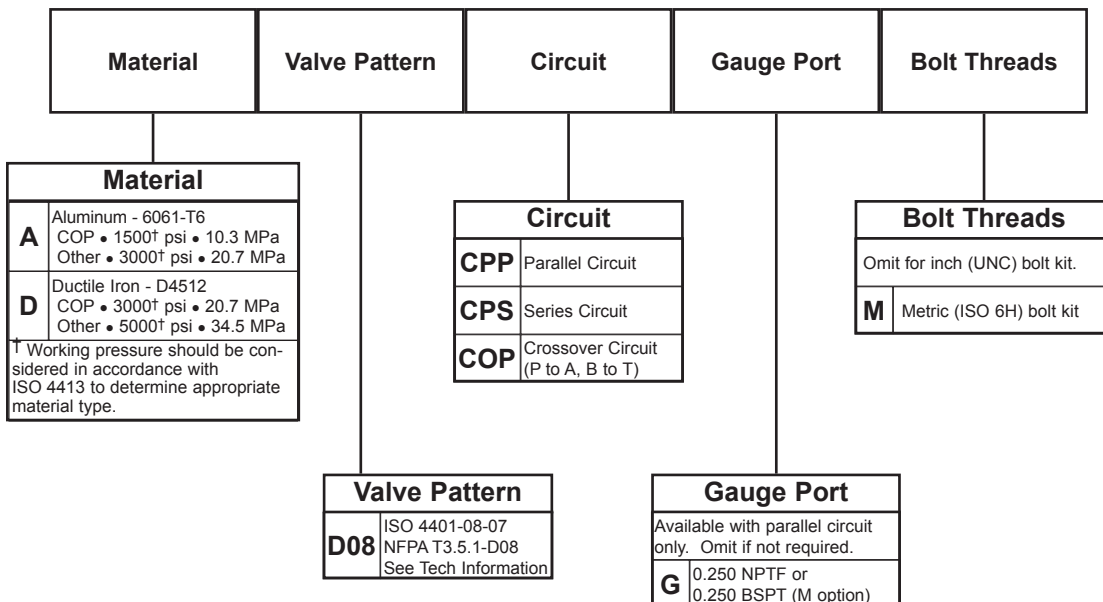 Material
Valve Pattern
Circuit
Gauge Port
Bolt Threads
Material
A
Aluminum - 6061-T6
COP • 1500† psi • 10.3 MPa
Other • 3000† psi • 20.7 MPa
D
Ductile Iron - D4512
COP • 3000† psi • 20.7 MPa
Other • 5000† psi • 34.5 MPa
† Working pressure should be con-
sidered in accordance with
ISO 4413 to determine appropriate
material type.
Circuit
CPP Parallel Circuit
CPS Series Circuit
COP Crossover Circuit
(P to A, B to T)
Bolt Threads
Omit for inch (UNC) bolt kit.
M Metric (ISO 6H) bolt kit
Valve Pattern
D08
ISO 4401-08-07
NFPA T3.5.1-D08
See Tech Information
Gauge Port
Available with parallel circuit
only. Omit if not required.
G
0.250 NPTF or
0.250 BSPT (M option)